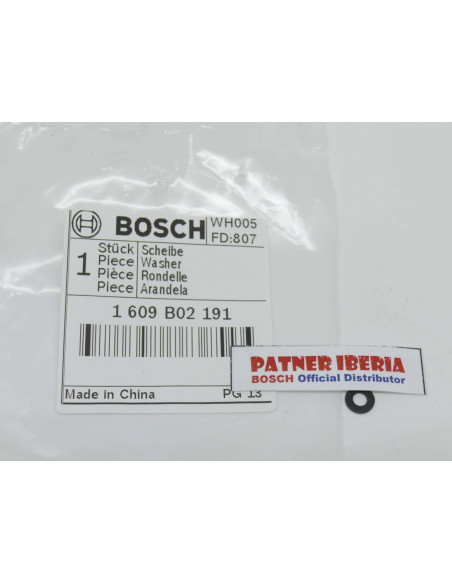 BOSCH WH005
FD:807
1 Stück Scheibe
Piece Washer
Pièce Rondelle
Piece Arandela
1 609 B02 191
PATNER IBERIA
BOSCH Official Distributor
Made in China PG 13